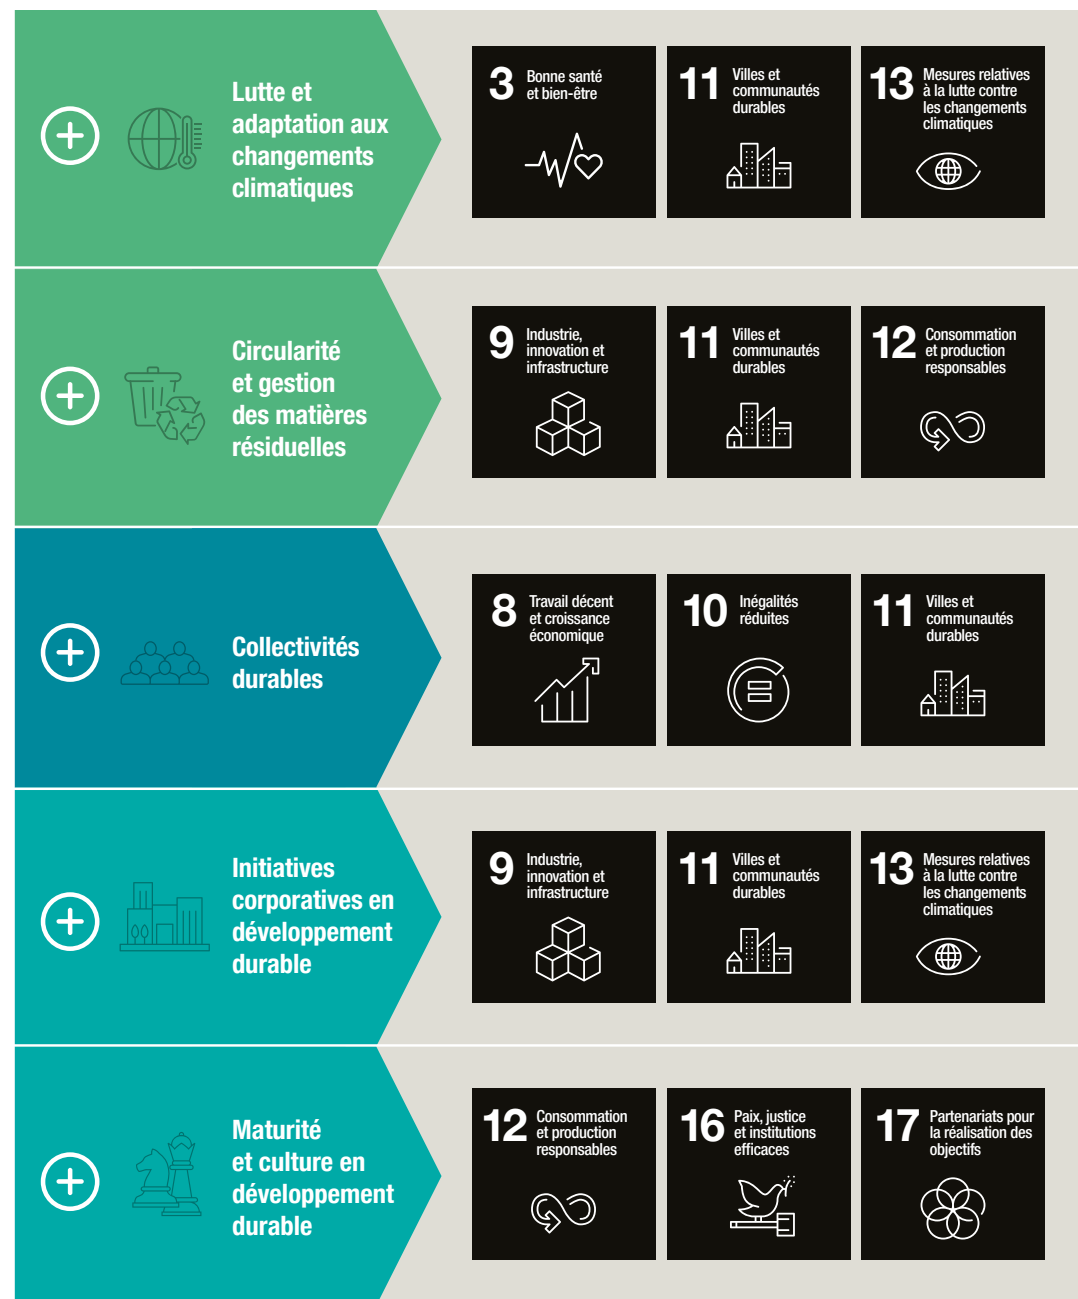 Lutte et
adaptation aux
changements
climatiques
3 Bonne santé
et bien-être
11 Villes et
communautés
durables
13 Mesures relatives
à la lutte contre
les changements
climatiques
Circularité
et gestion
des matières
résiduelles
9 Industrie,
innovation et
infrastructure
11 Villes et
communautés
durables
12 Consommation
et production
responsables
Collectivités
durables
8 Travail décent
et croissance
économique
10 Inégalités
réduites
11 Villes et
communautés
durables
Initiatives
corporatives en
développement
durable
9 Industrie,
innovation et
infrastructure
11 Villes et
communautés
durables
13 Mesures relatives
à la lutte contre
les changements
climatiques
Maturité
et culture en
développement
durable
12 Consommation
et production
responsables
16 Paix, justice
et institutions
efficaces
17 Partenariats pour
la réalisation des
objectifs